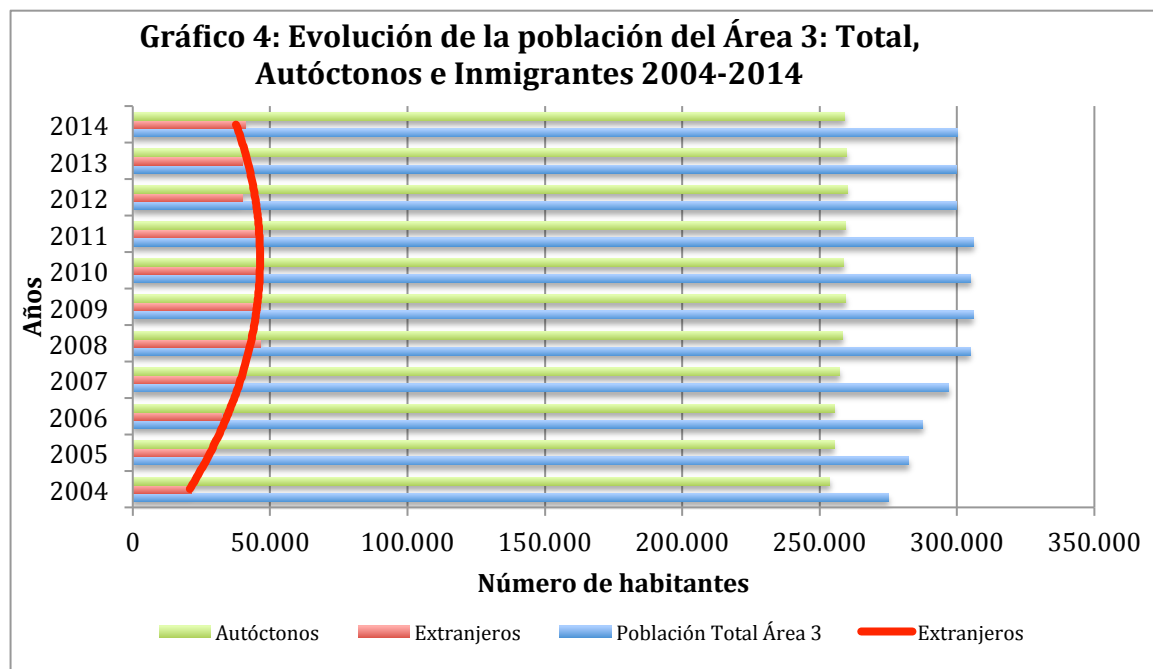 Gráfico 4: Evolución de la población del Área 3: Total,
Autóctonos e Inmigrantes 2004-2014
Años
2014
2013
2012
2011
2010
2009
2008
2007
2006
2005
2004
0 50.000 100.000 150.000 200.000 250.000 300.000 350.000
Número de habitantes
Autóctonos Extranjeros Población Total Área 3 Extranjeros